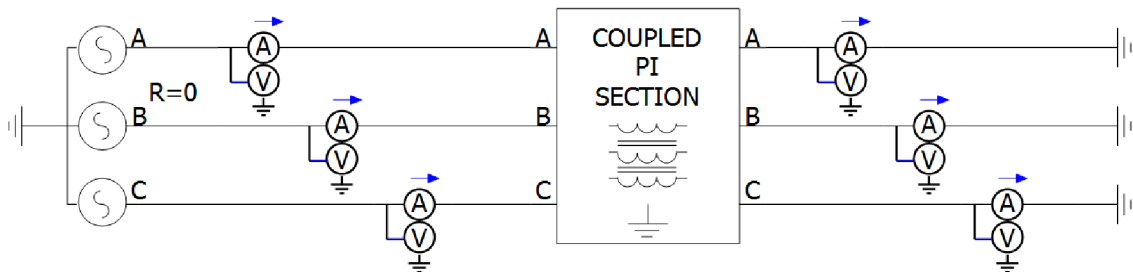 A A A COUPLED A A
V PI V
R=0 SECTION
B A B B A
V V
C A C C A
V V